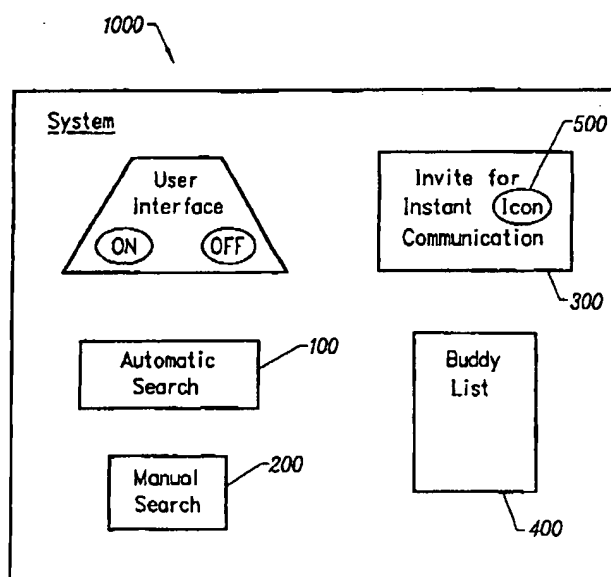 1000
System
500
User
Interface
ON OFF
Invite for
Instant Icon
Communication
300
Automatic
Search
100
Buddy
List
Manual
Search
200
400